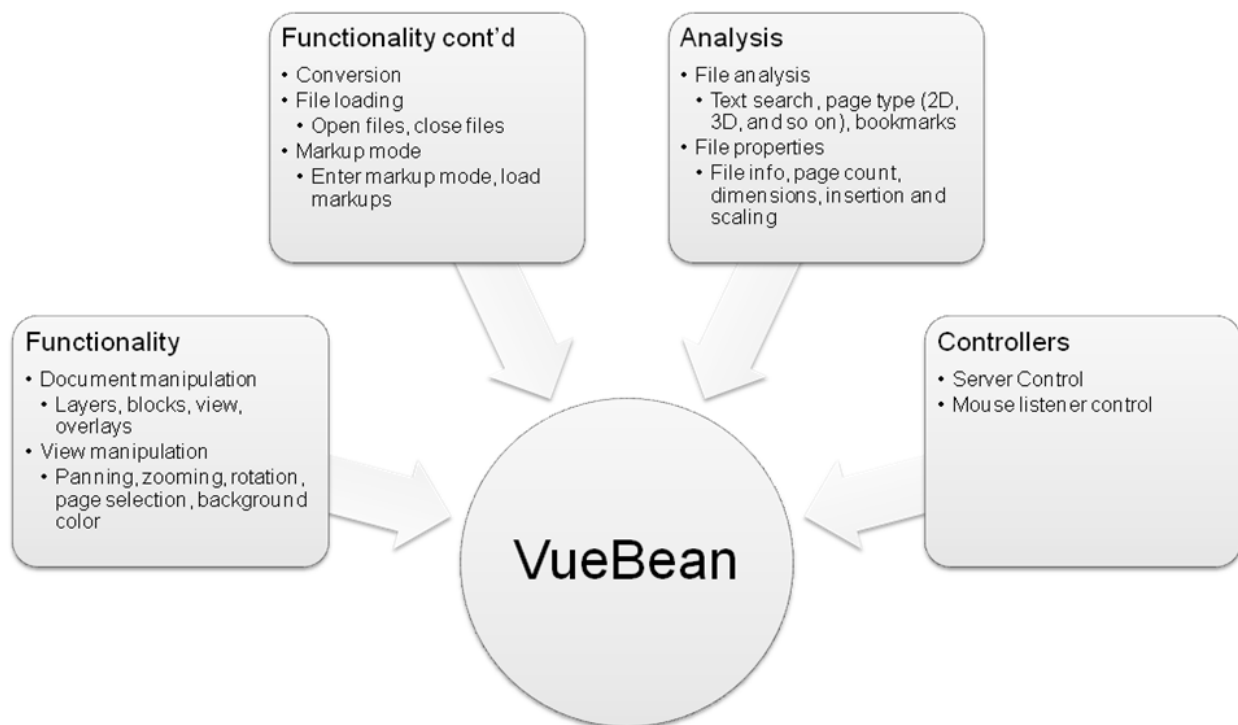 Functionality cont’d
• Conversion
• File loading
• Open files, close files
• Markup mode
• Enter markup mode, load
markups
Analysis
• File analysis
• Text search, page type (2D,
3D, and so on), bookmarks
• File properties
• File info, page count,
dimensions, insertion and
scaling
Functionality
• Document manipulation
• Layers, blocks, view,
overlays
• View manipulation
• Panning, zooming, rotation,
page selection, background
color
Controllers
• Server Control
• Mouse listener control
VueBean